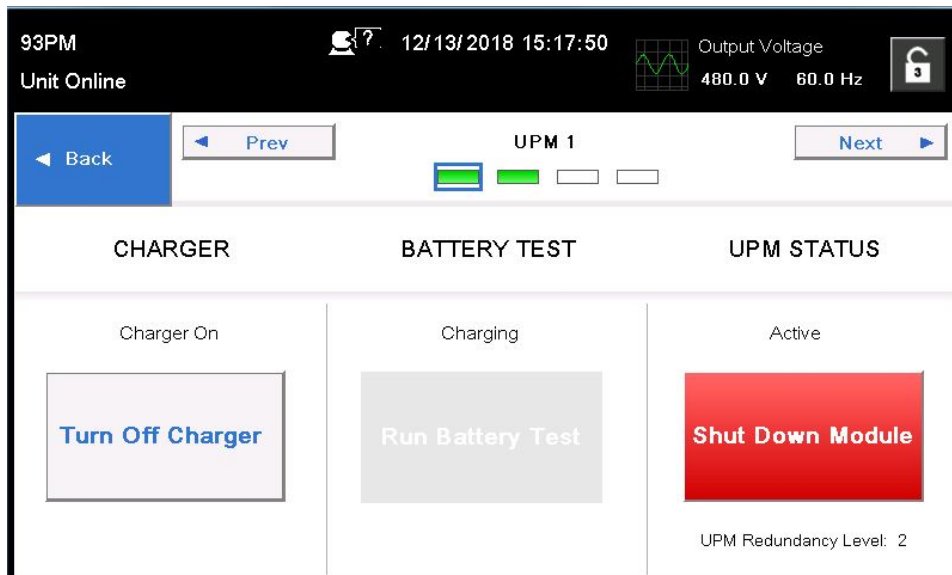 93PM
Unit Online
? 12/13/2018 15:17:50
Output Voltage
480.0 V 60.0 Hz
3
Back
Prev
UPM 1
Next
CHARGER
BATTERY TEST
UPM STATUS
Charger On
Charging
Active
Turn Off Charger
Run Battery Test
Shut Down Module
UPM Redundancy Level: 2